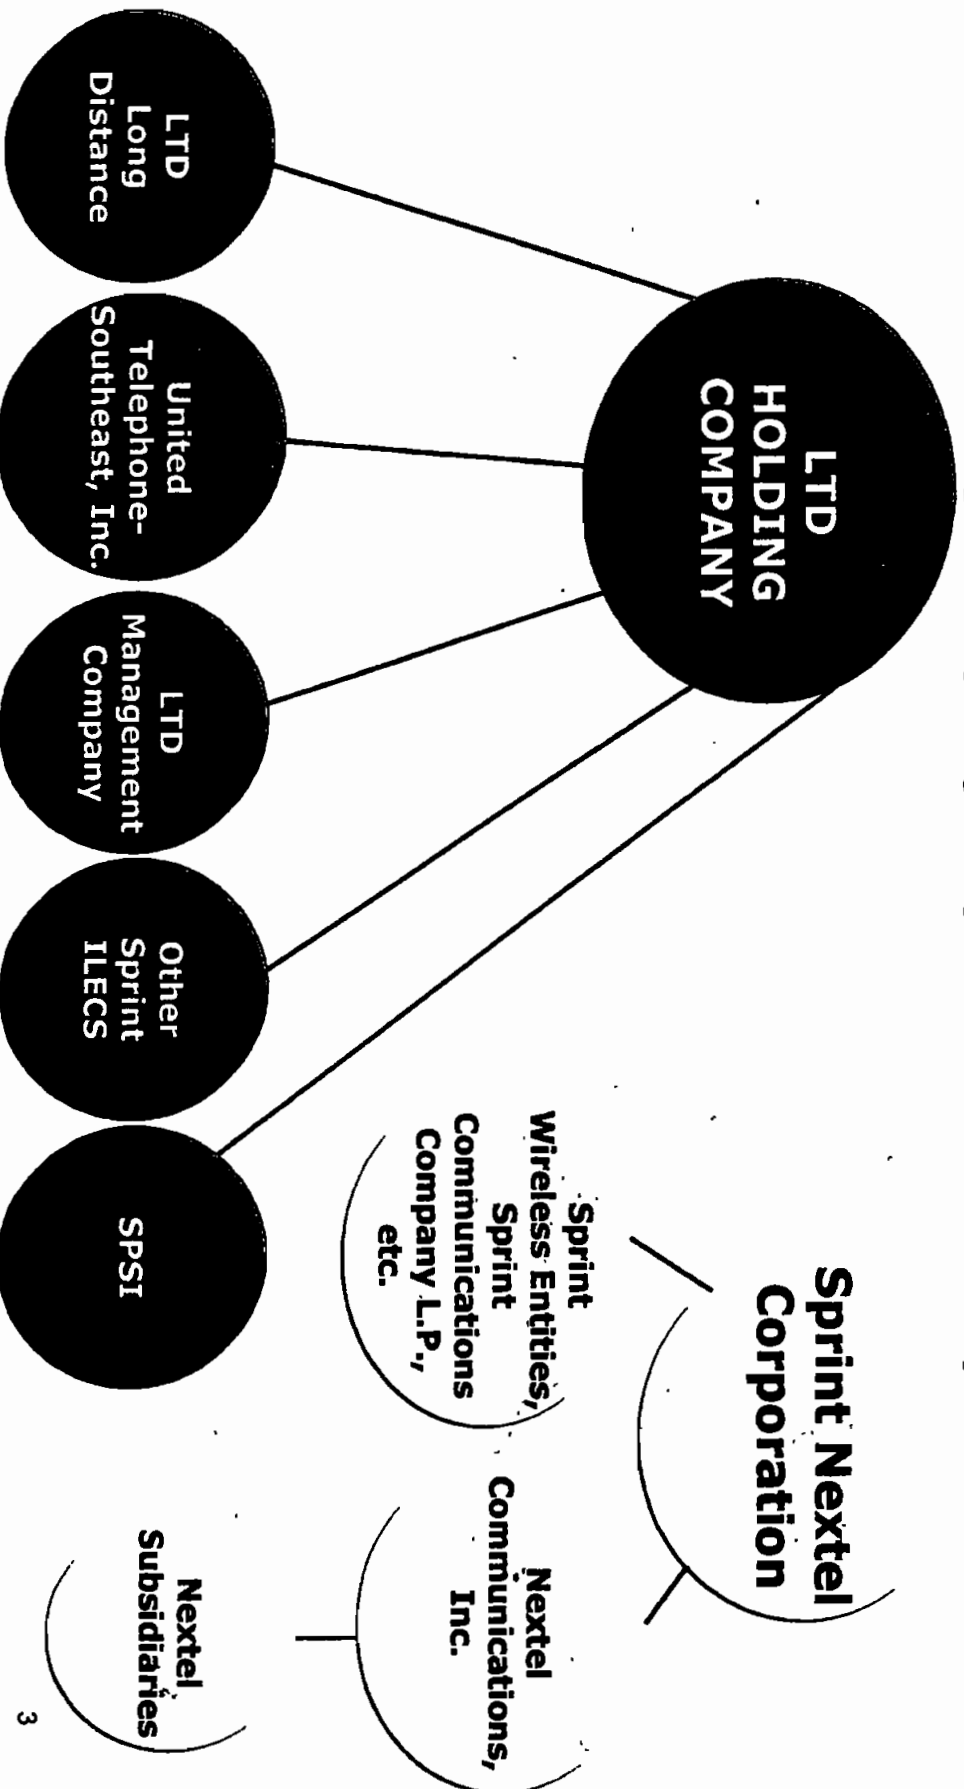 LTD
HOLDING
COMPANY
Sprint Nextel
Corporation
LTD
Long
Distance
United
Telephone-
Southeast, Inc.
LTD
Management
Company
Other
Sprint
ILECS
SPSI
Sprint
Wireless Entities,
Sprint
Communications
Company L.P.,
etc.
Nextel
Communications,
Inc.
Nextel
Subsidiaries
3